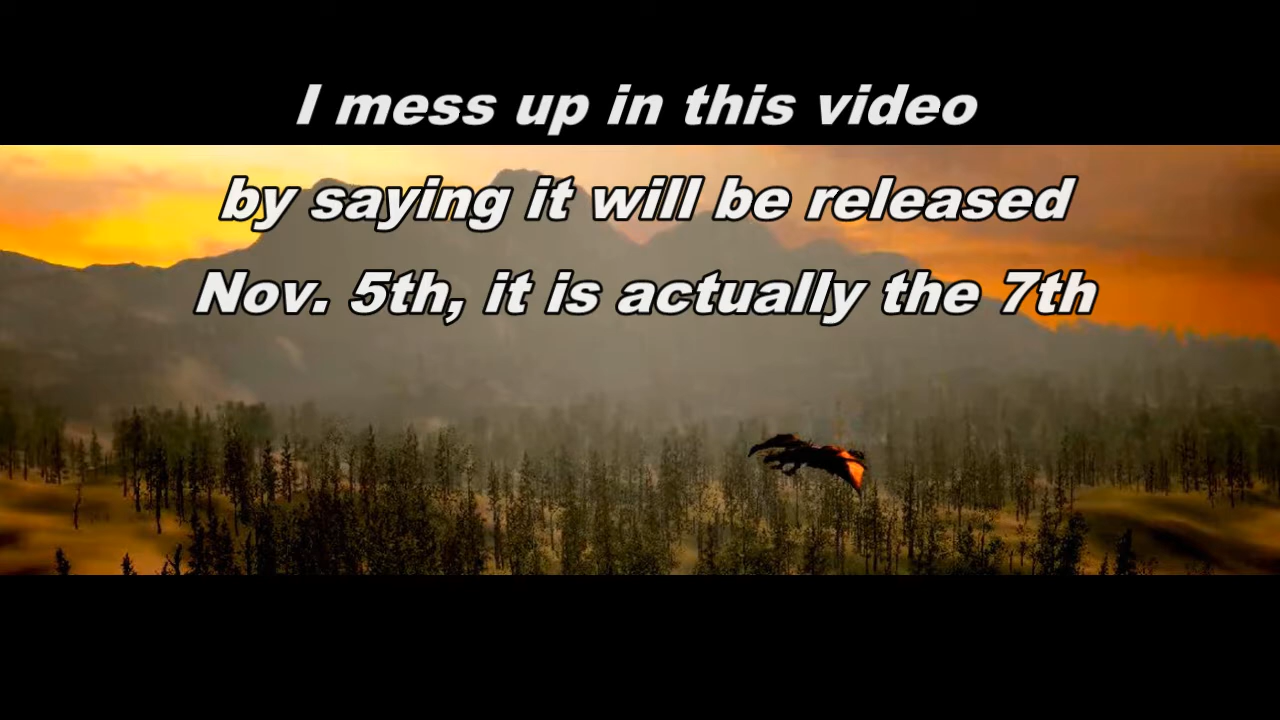 I mess up in this video
by saying it will be released
Nov. 5th, it is actually the 7th